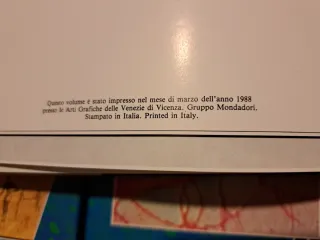 Questo volume è stato impresso nel mese di marzo dell'anno 1988
presso le Arti Grafiche delle Venezie di Vicenza. Gruppo Mondadori.
Stampato in Italia. Printed in Italy.